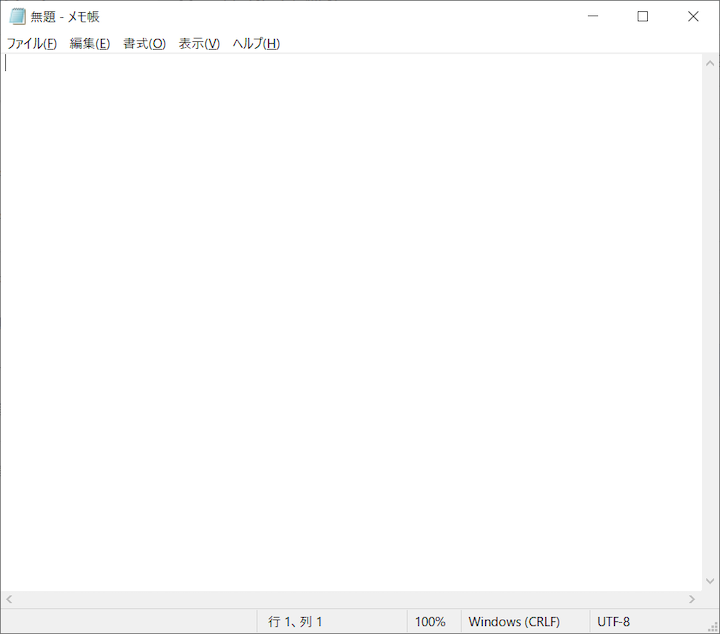 無題 - メモ帳
ファイル(F) 編集(E) 書式(O) 表示(V) ヘルプ(H)
行 1、列 1 100% Windows (CRLF) UTF-8